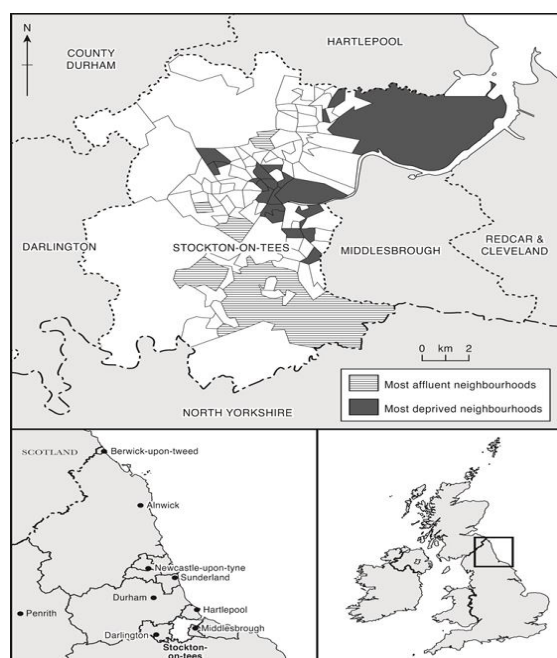 N
COUNTY
DURHAM
HARTLEPOOL
DARLINGTON
STOCKTON-ON-TEES
MIDDLESBROUGH
REDCAR &
CLEVELAND
0 km 2
Most affluent neighbourhoods
Most deprived neighbourhoods
NORTH YORKSHIRE
SCOTLAND
Berwick-upon-tweed
Alnwick
Newcastle-upon-tyne
Sunderland
Durham
Penrith
Hartlepool
Middlesbrough
Darlington
Stockton-
on-tees